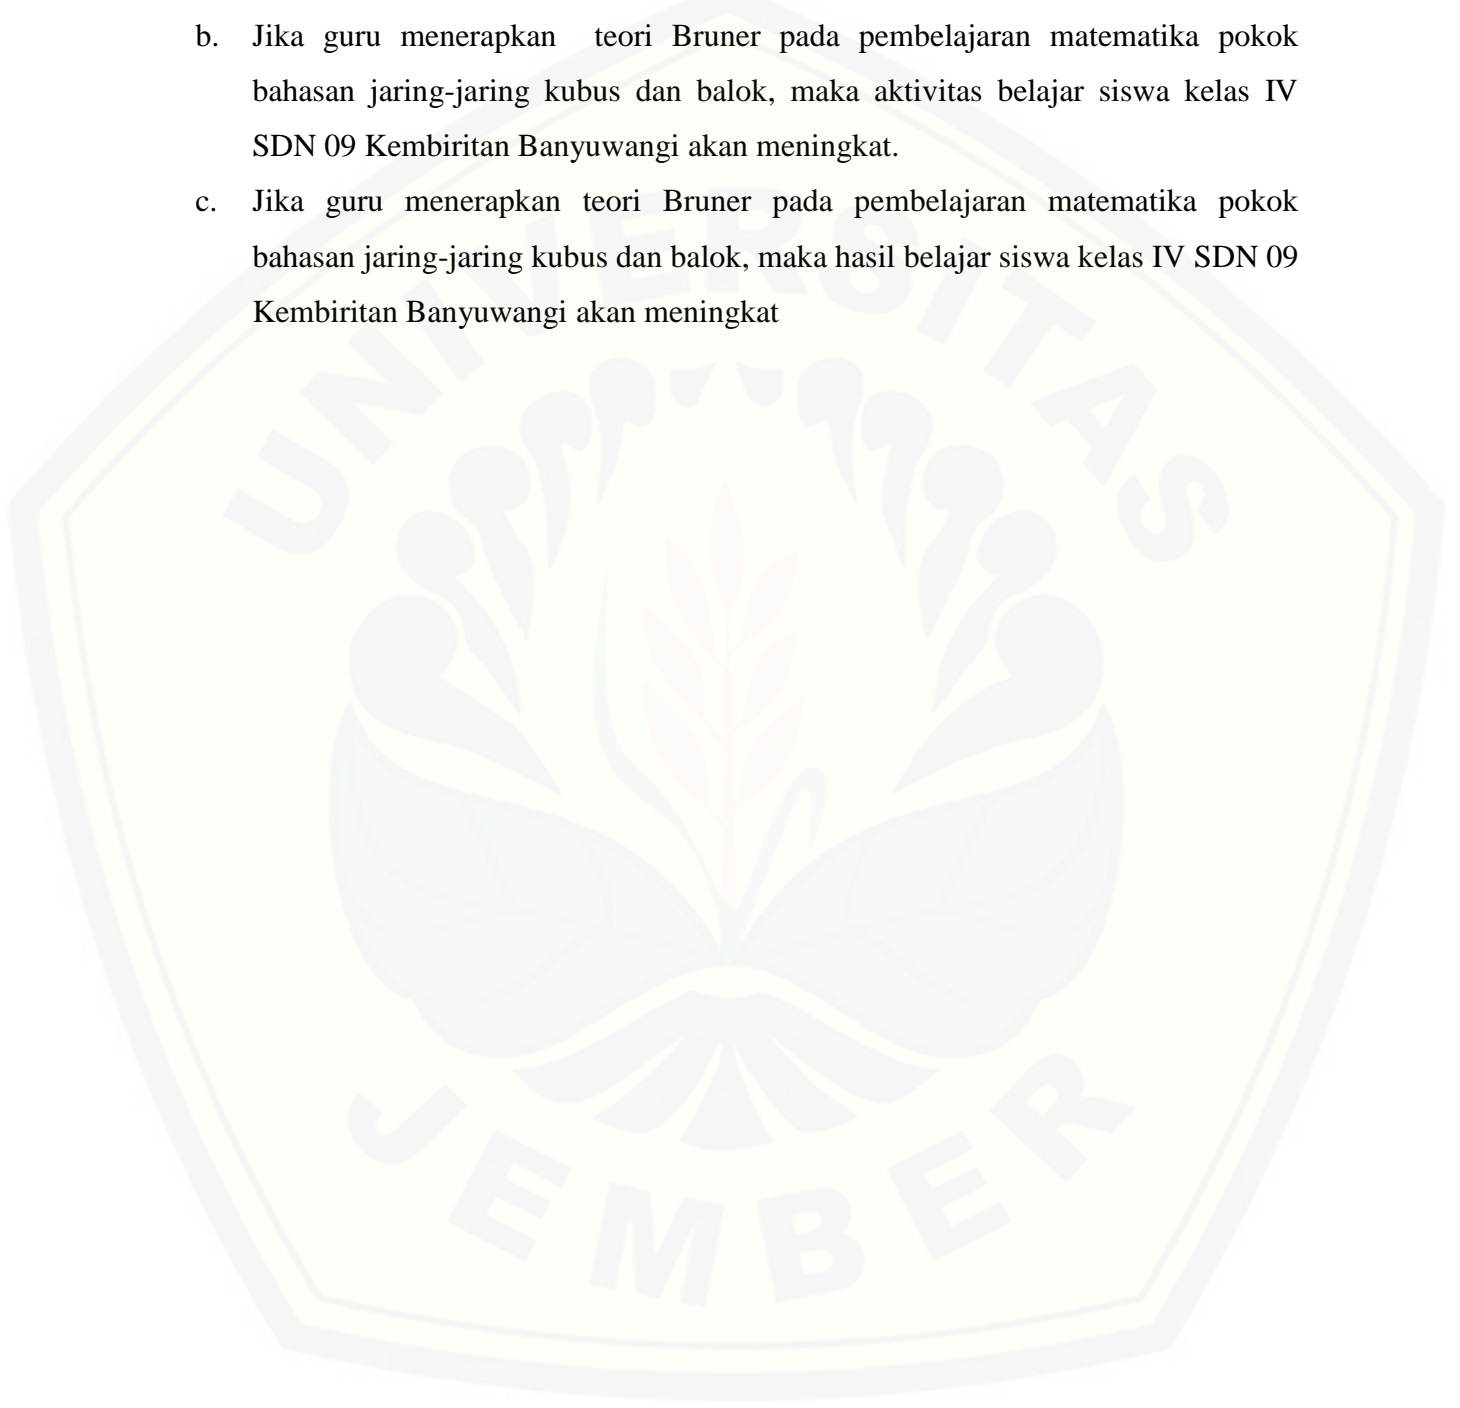 b. Jika guru menerapkan teori Bruner pada pembelajaran matematika pokok
bahasan jaring-jaring kubus dan balok, maka aktivitas belajar siswa kelas IV
SDN 09 Kembiritan Banyuwangi akan meningkat.
c. Jika guru menerapkan teori Bruner pada pembelajaran matematika pokok
bahasan jaring-jaring kubus dan balok, maka hasil belajar siswa kelas IV SDN 09
Kembiritan Banyuwangi akan meningkat
UNIVERSITAS
JEMBER